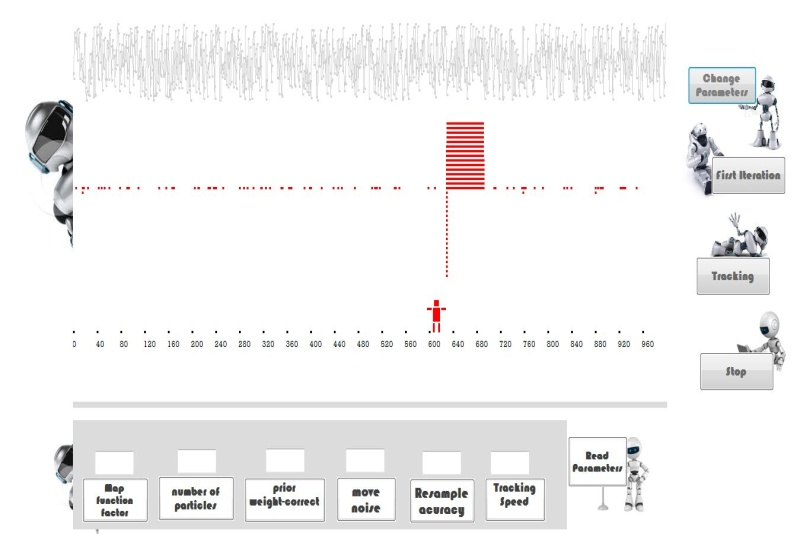 Change
Parameters
First Iteration
Tracking
0 40 80 120 160 200 240 280 320 360 400 440 480 520 560 600 640 680 720 760 800 840 880 920 960
Stop
Read
Parameters
Map
function
factor
number of
particles
prior
weight-correct
move
noise
Resample
acuracy
Tracking
Speed